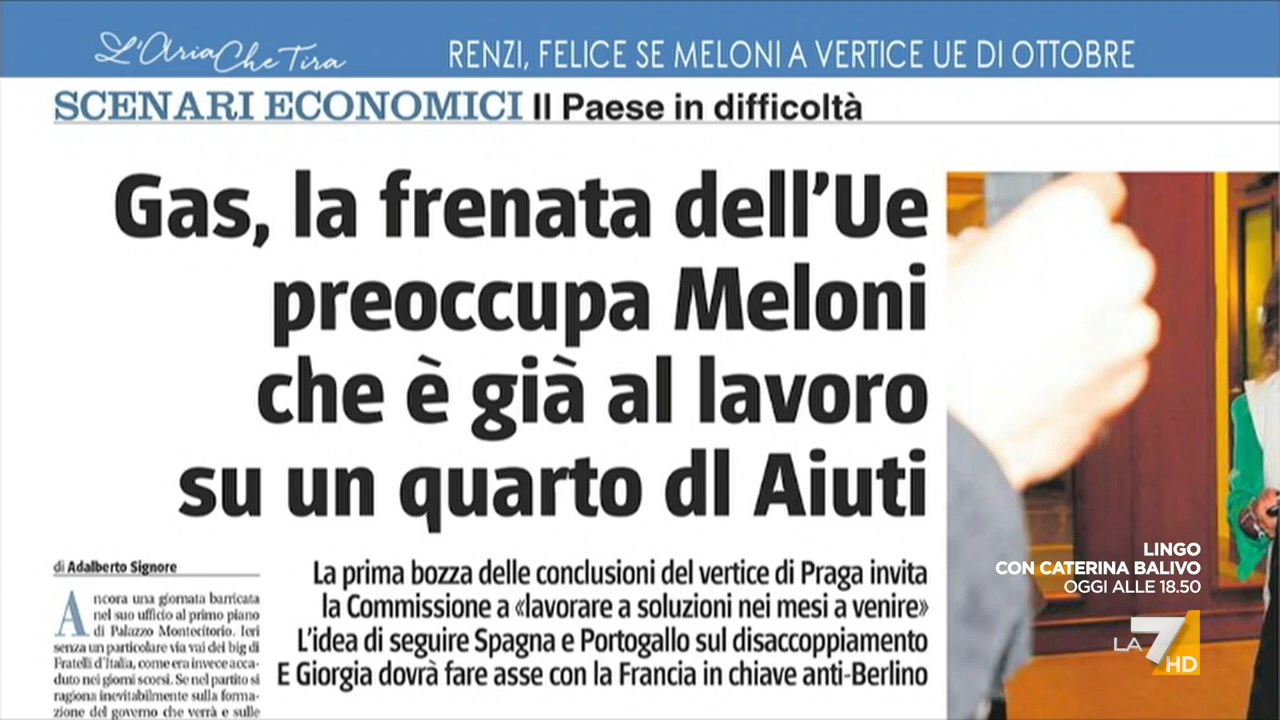 L'Aria Che Tira
RENZI, FELICE SE MELONI A VERTICE UE DI OTTOBRE
SCENARI ECONOMICI Il Paese in difficoltà
Gas, la frenata dell'Ue
preoccupa Meloni
che è già al lavoro
su un quarto dl Aiuti
di Adalberto Signore
Ancora una giornata barricata
nel suo ufficio al primo piano
di Palazzo Montecitorio. Ieri
senza un particolare via vai dei big di
Fratelli d'Italia, come era invece acca-
duto nei giorni scorsi. Se nel partito si
ragiona inevitabilmente sulla forma-
zione del governo che verrà e sulle
La prima bozza delle conclusioni del vertice di Praga invita
la Commissione a «lavorare a soluzioni nei mesi a venire»
L'idea di seguire Spagna e Portogallo sul disaccoppiamento
E Giorgia dovrà fare asse con la Francia in chiave anti-Berlino
LINGO
CON CATERINA BALIVO
OGGI ALLE 18.50
LA 7 HD